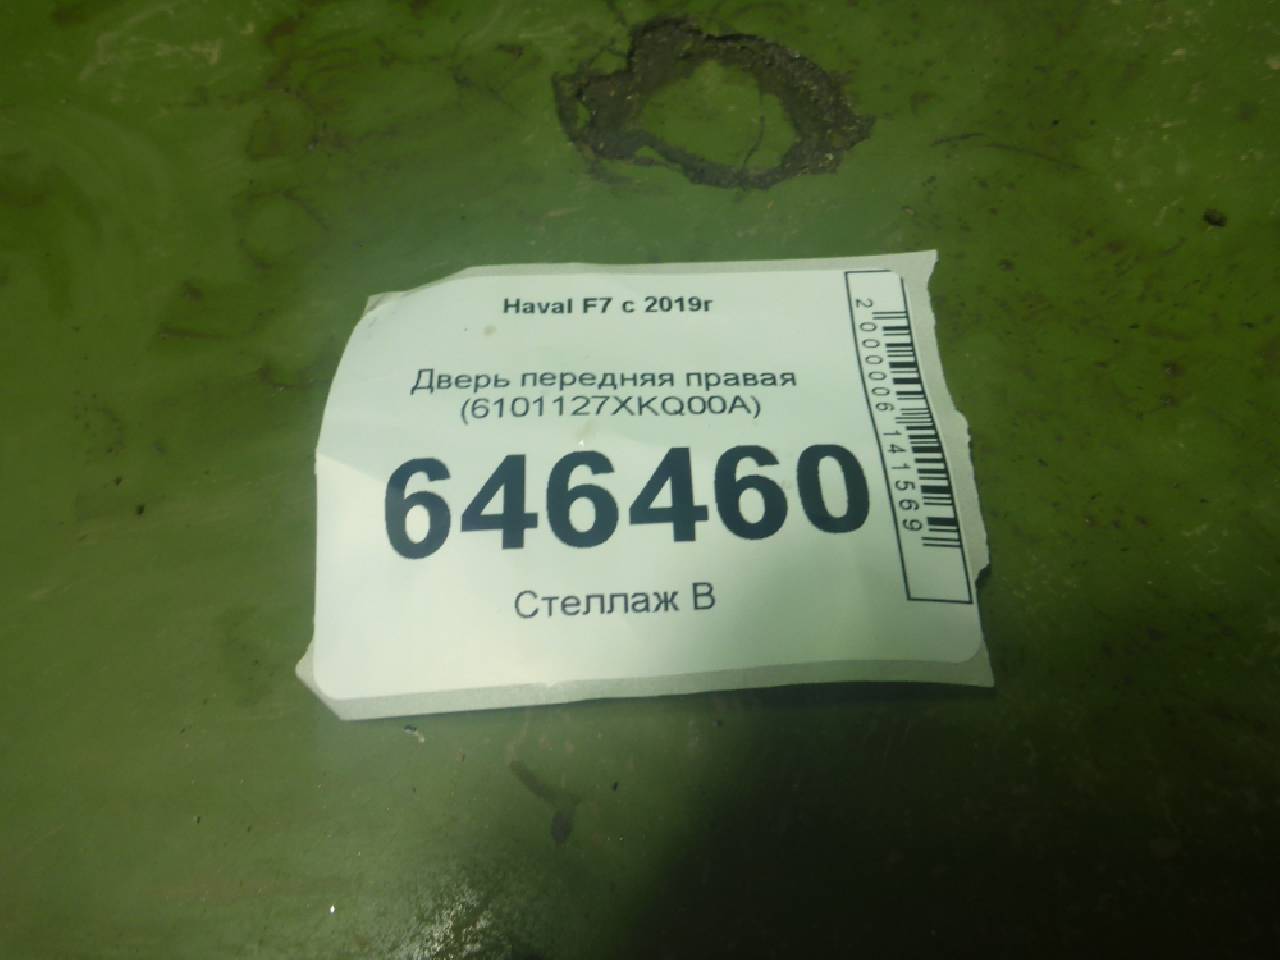 Haval F7 с 2019г
Дверь передняя правая
(6101127XKQ00A)
646460
Стеллаж В
2000006141569